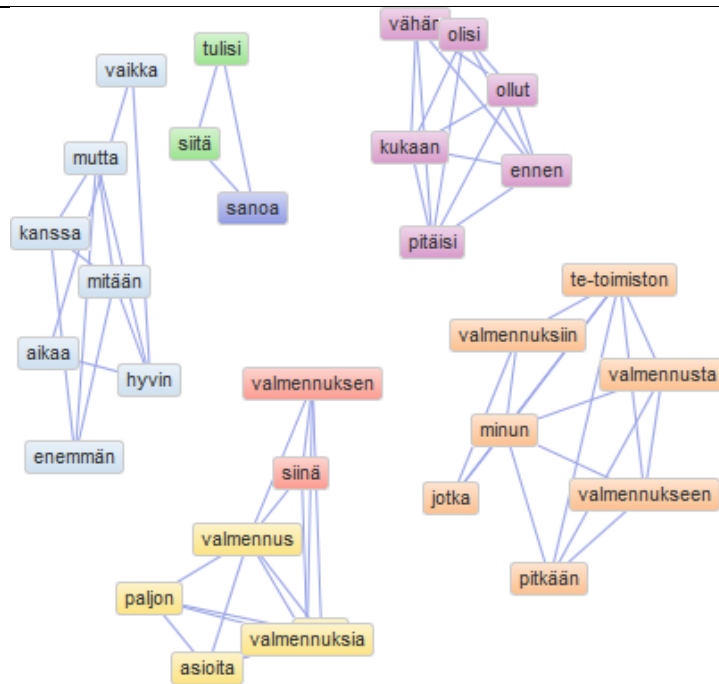 vaikka
mutta
kanssa
mitään
aikaa
hyvin
enemmän
tulisi
siitä
sanoa
vähän
olisi
ollut
kukaan
ennen
pitäisi
te-toimiston
valmennuksiin
valmennusta
minun
jotka
valmennukseen
pitkään
valmennuksen
siinä
valmennus
paljon
valmennuksia
asioita